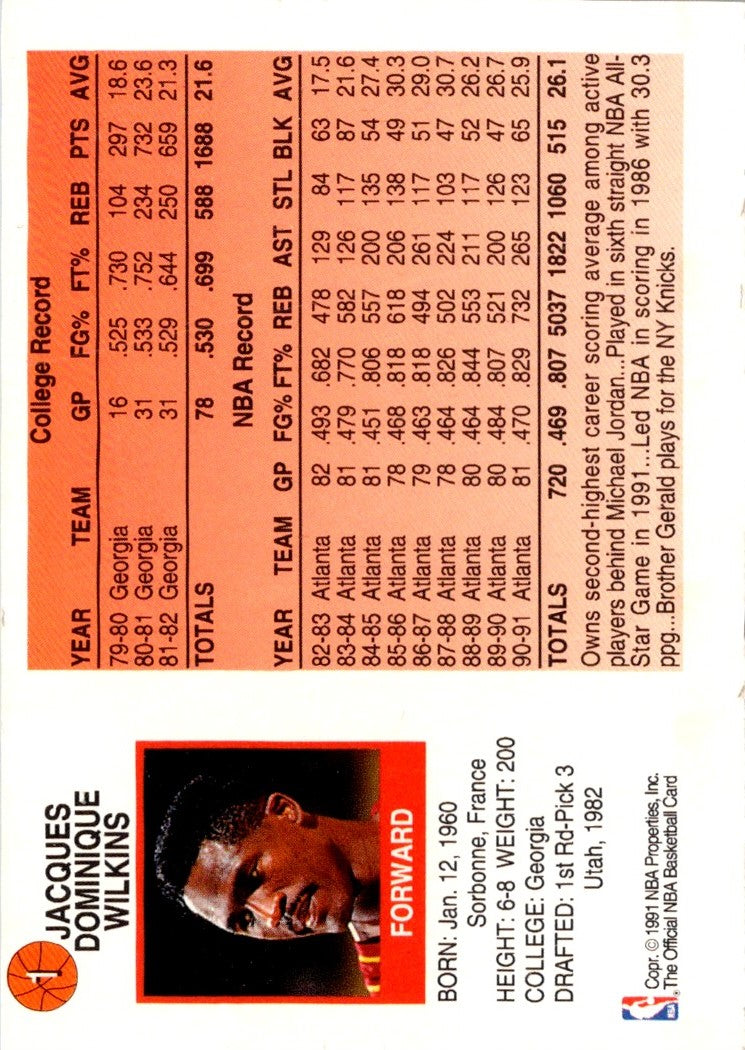 1
JACQUES
DOMINIQUE
WILKINS
FORWARD
BORN: Jan. 12, 1960
Sorbonne, France
HEIGHT: 6-8 WEIGHT: 200
COLLEGE: Georgia
DRAFTED: 1st Rd-Pick 3
Utah, 1982
NBA
Copr. © 1991 NBA Properties, Inc.
® The Official NBA Basketball Card
College Record
YEAR TEAM GP FG% FT% REB PTS AVG
79-80 Georgia 16 .525 .730 104 297 18.6
80-81 Georgia 31 .533 .752 234 732 23.6
81-82 Georgia 31 .529 .644 250 659 21.3
TOTALS 78 .530 .699 588 1688 21.6
NBA Record
YEAR TEAM GP FG% FT% REB AST STL BLK AVG
82-83 Atlanta 82 .493 .682 478 129 84 63 17.5
83-84 Atlanta 81 .479 .770 582 126 117 87 21.6
84-85 Atlanta 81 .451 .806 557 200 135 54 27.4
85-86 Atlanta 78 .468 .818 618 206 138 49 30.3
86-87 Atlanta 79 .463 .818 494 261 117 51 29.0
87-88 Atlanta 78 .464 .826 502 224 103 47 30.7
88-89 Atlanta 80 .464 .844 553 211 117 52 26.2
89-90 Atlanta 80 .484 .807 521 200 126 47 26.7
90-91 Atlanta 81 .470 .829 732 265 123 65 25.9
TOTALS 720 .469 .807 5037 1822 1060 515 26.1
Owns second-highest career scoring average among active
players behind Michael Jordan...Played in sixth straight NBA All-
Star Game in 1991...Led NBA in scoring in 1986 with 30.3
ppg...Brother Gerald plays for the NY Knicks.